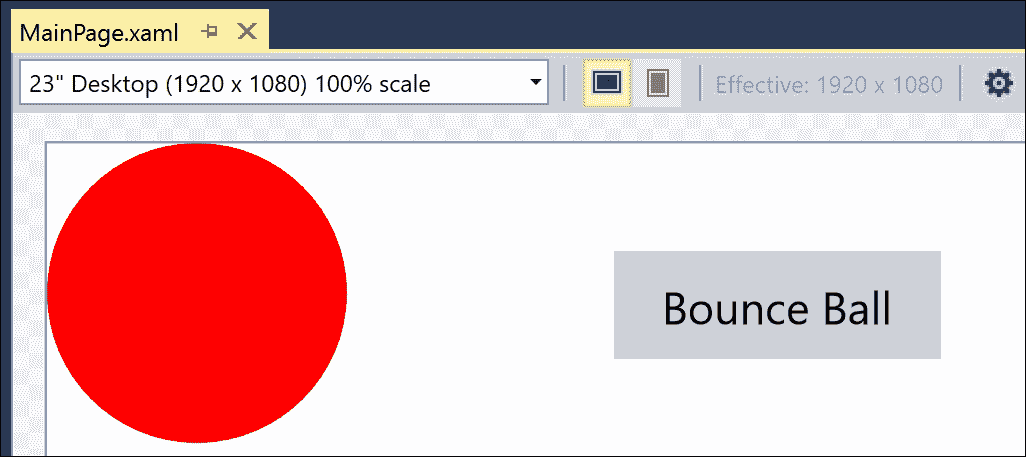 MainPage.xaml
23" Desktop (1920 x 1080) 100% scale
Effective: 1920 x 1080
Bounce Ball